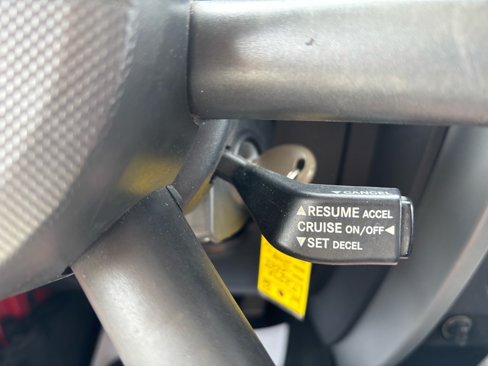 ▼CANCEL
▲RESUME ACCEL
CRUISE ON/OFF◀
▼SET DECEL